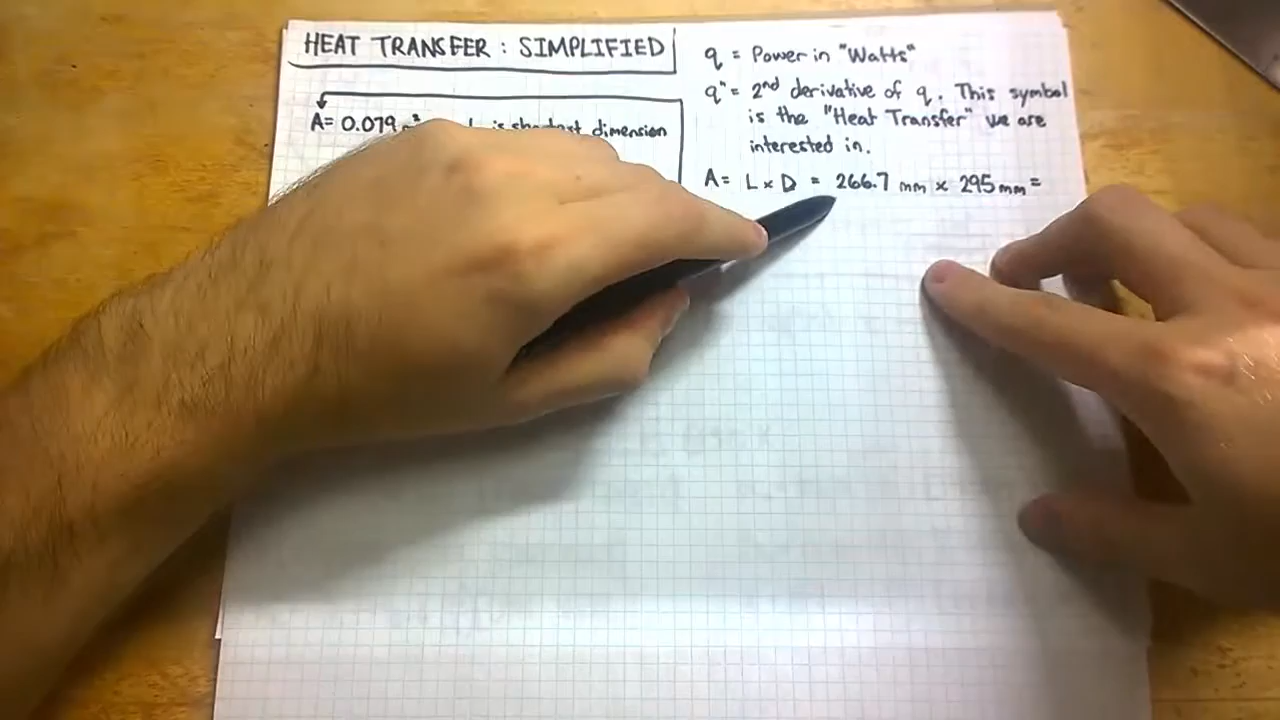 HEAT TRANSFER : SIMPLIFIED
A= 0.079 is shortest dimension
q = Power in "Watts"
q"= 2nd derivative of q. This symbol
is the "Heat Transfer" we are
interested in.
A= L x D = 266.7 mm x 295 mm =